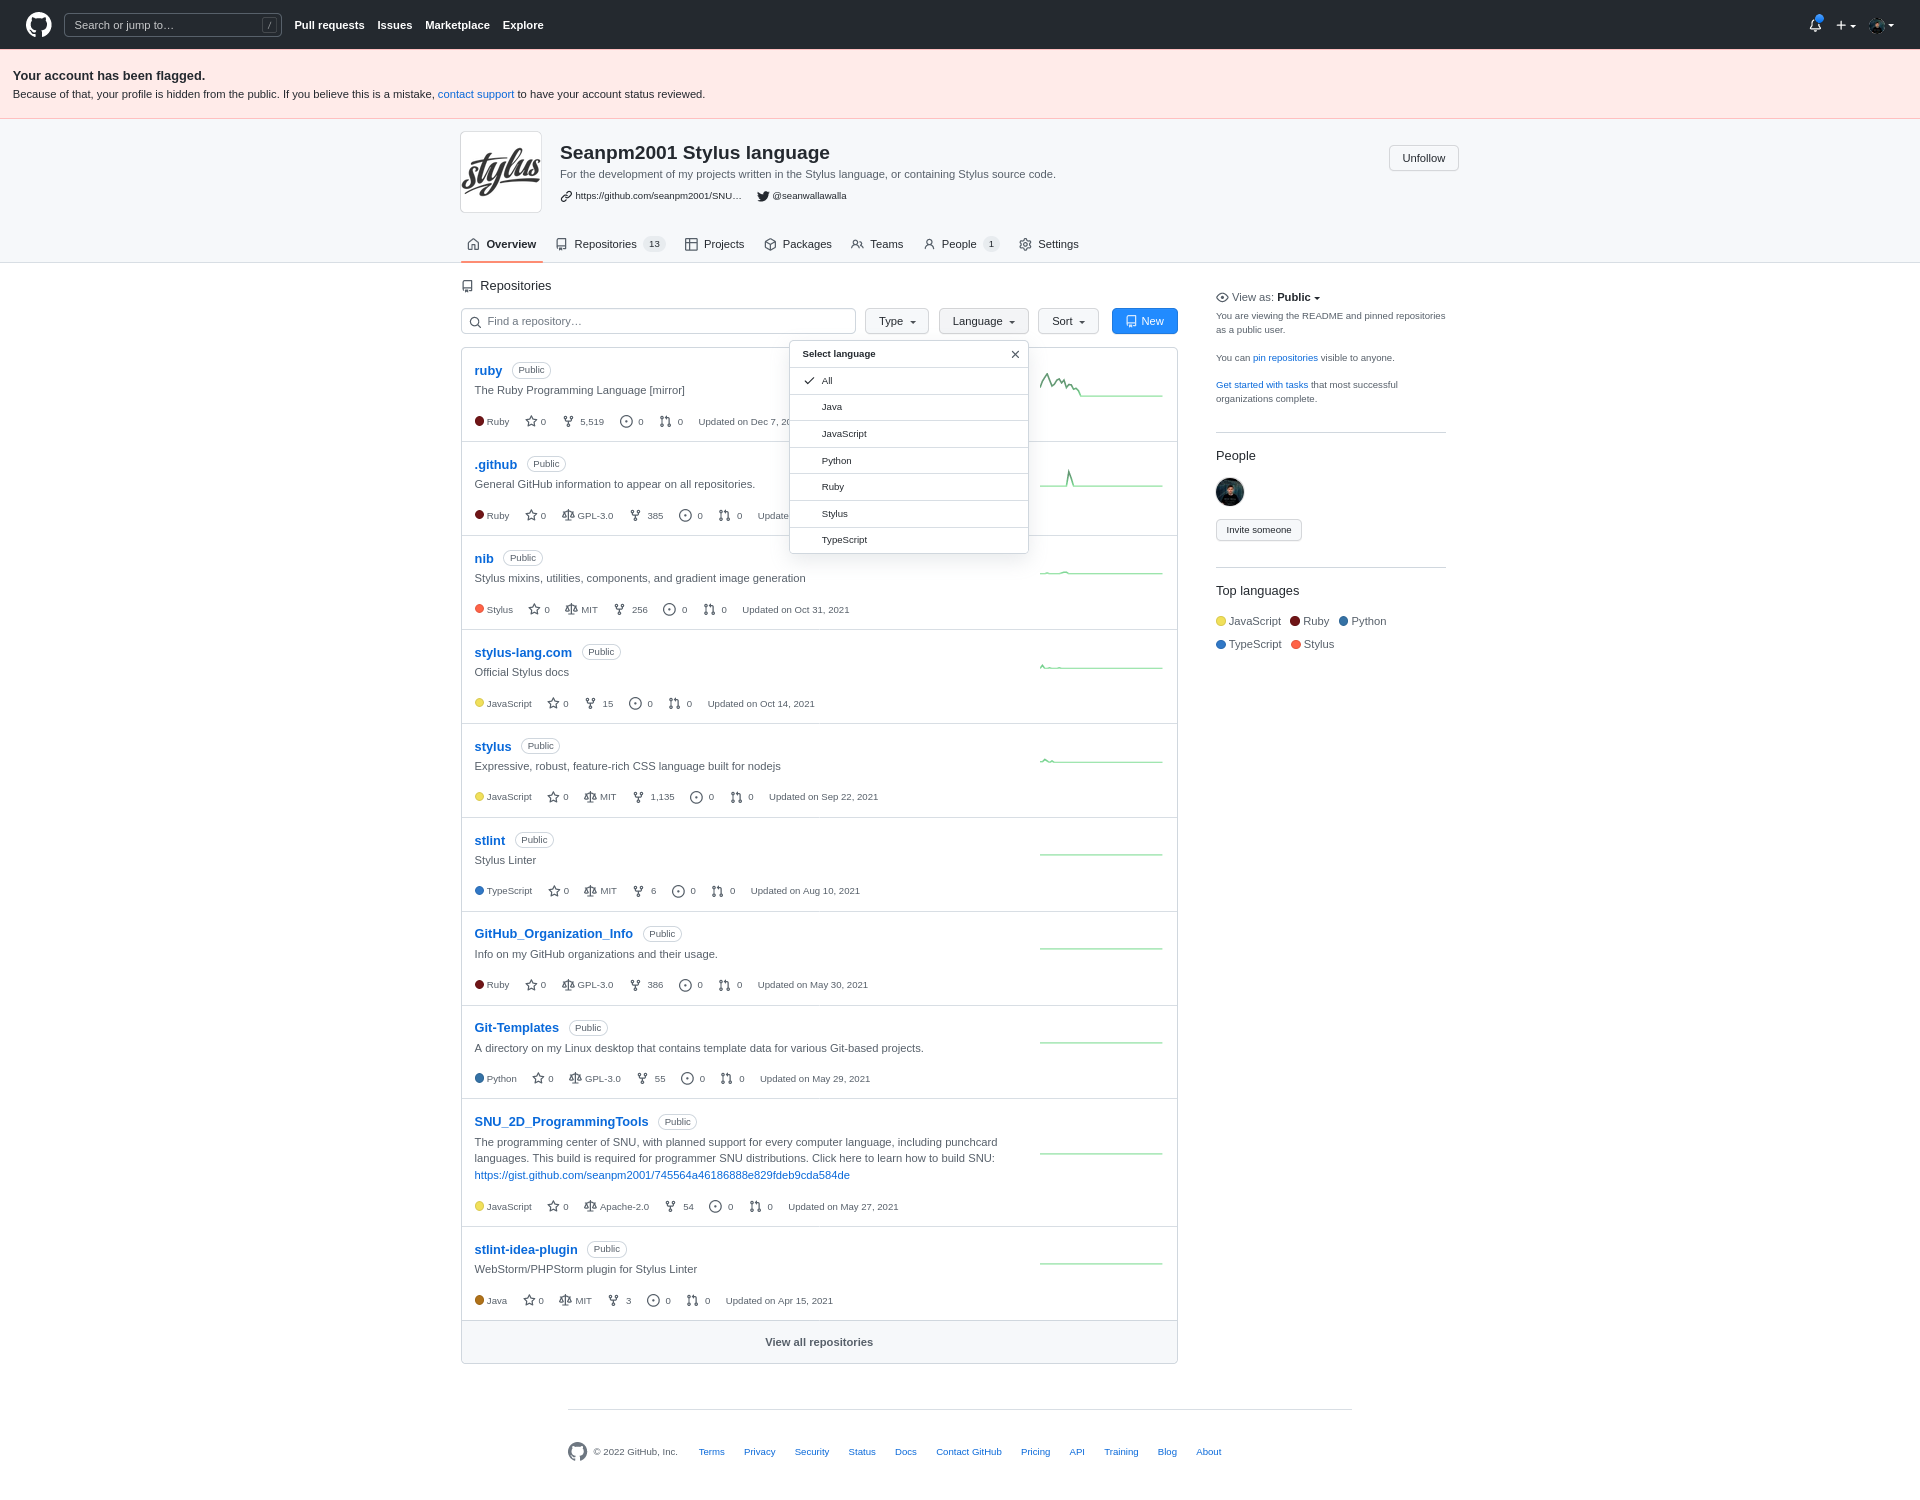 Search or jump to… /
Pull requests Issues Marketplace Explore
Your account has been flagged.
Because of that, your profile is hidden from the public. If you believe this is a mistake, contact support to have your account status reviewed.
stylus
Seanpm2001 Stylus language
Unfollow
For the development of my projects written in the Stylus language, or containing Stylus source code.
https://github.com/seanpm2001/SNU… @seanwallawalla
Overview Repositories 13 Projects Packages Teams People 1 Settings
Repositories
Find a repository… Type Language Sort New
Select language
All
Java
JavaScript
Python
Ruby
Stylus
TypeScript
ruby Public
The Ruby Programming Language [mirror]
Ruby 0 5,519 0 0 Updated on Dec 7, 20
.github Public
General GitHub information to appear on all repositories.
Ruby 0 GPL-3.0 385 0 0 Update
nib Public
Stylus mixins, utilities, components, and gradient image generation
Stylus 0 MIT 256 0 0 Updated on Oct 31, 2021
stylus-lang.com Public
Official Stylus docs
JavaScript 0 15 0 0 Updated on Oct 14, 2021
stylus Public
Expressive, robust, feature-rich CSS language built for nodejs
JavaScript 0 MIT 1,135 0 0 Updated on Sep 22, 2021
stlint Public
Stylus Linter
TypeScript 0 MIT 6 0 0 Updated on Aug 10, 2021
GitHub_Organization_Info Public
Info on my GitHub organizations and their usage.
Ruby 0 GPL-3.0 386 0 0 Updated on May 30, 2021
Git-Templates Public
A directory on my Linux desktop that contains template data for various Git-based projects.
Python 0 GPL-3.0 55 0 0 Updated on May 29, 2021
SNU_2D_ProgrammingTools Public
The programming center of SNU, with planned support for every computer language, including punchcard
languages. This build is required for programmer SNU distributions. Click here to learn how to build SNU:
https://gist.github.com/seanpm2001/745564a46186888e829fdeb9cda584de
JavaScript 0 Apache-2.0 54 0 0 Updated on May 27, 2021
stlint-idea-plugin Public
WebStorm/PHPStorm plugin for Stylus Linter
Java 0 MIT 3 0 0 Updated on Apr 15, 2021
View all repositories
View as: Public
You are viewing the README and pinned repositories
as a public user.
You can pin repositories visible to anyone.
Get started with tasks that most successful
organizations complete.
People
Invite someone
Top languages
JavaScript Ruby Python
TypeScript Stylus
© 2022 GitHub, Inc. Terms Privacy Security Status Docs Contact GitHub Pricing API Training Blog About